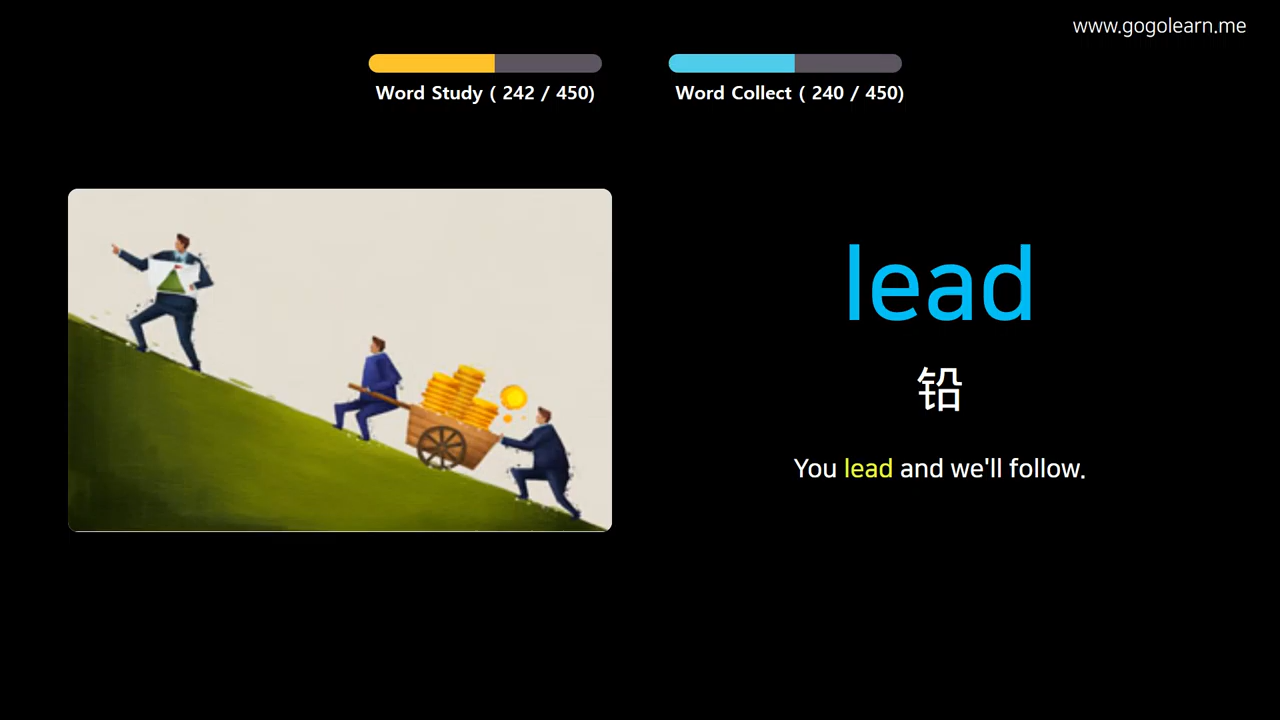 www.gogolearn.me
Word Study ( 242 / 450)
Word Collect ( 240 / 450)
lead
铅
You lead and we'll follow.